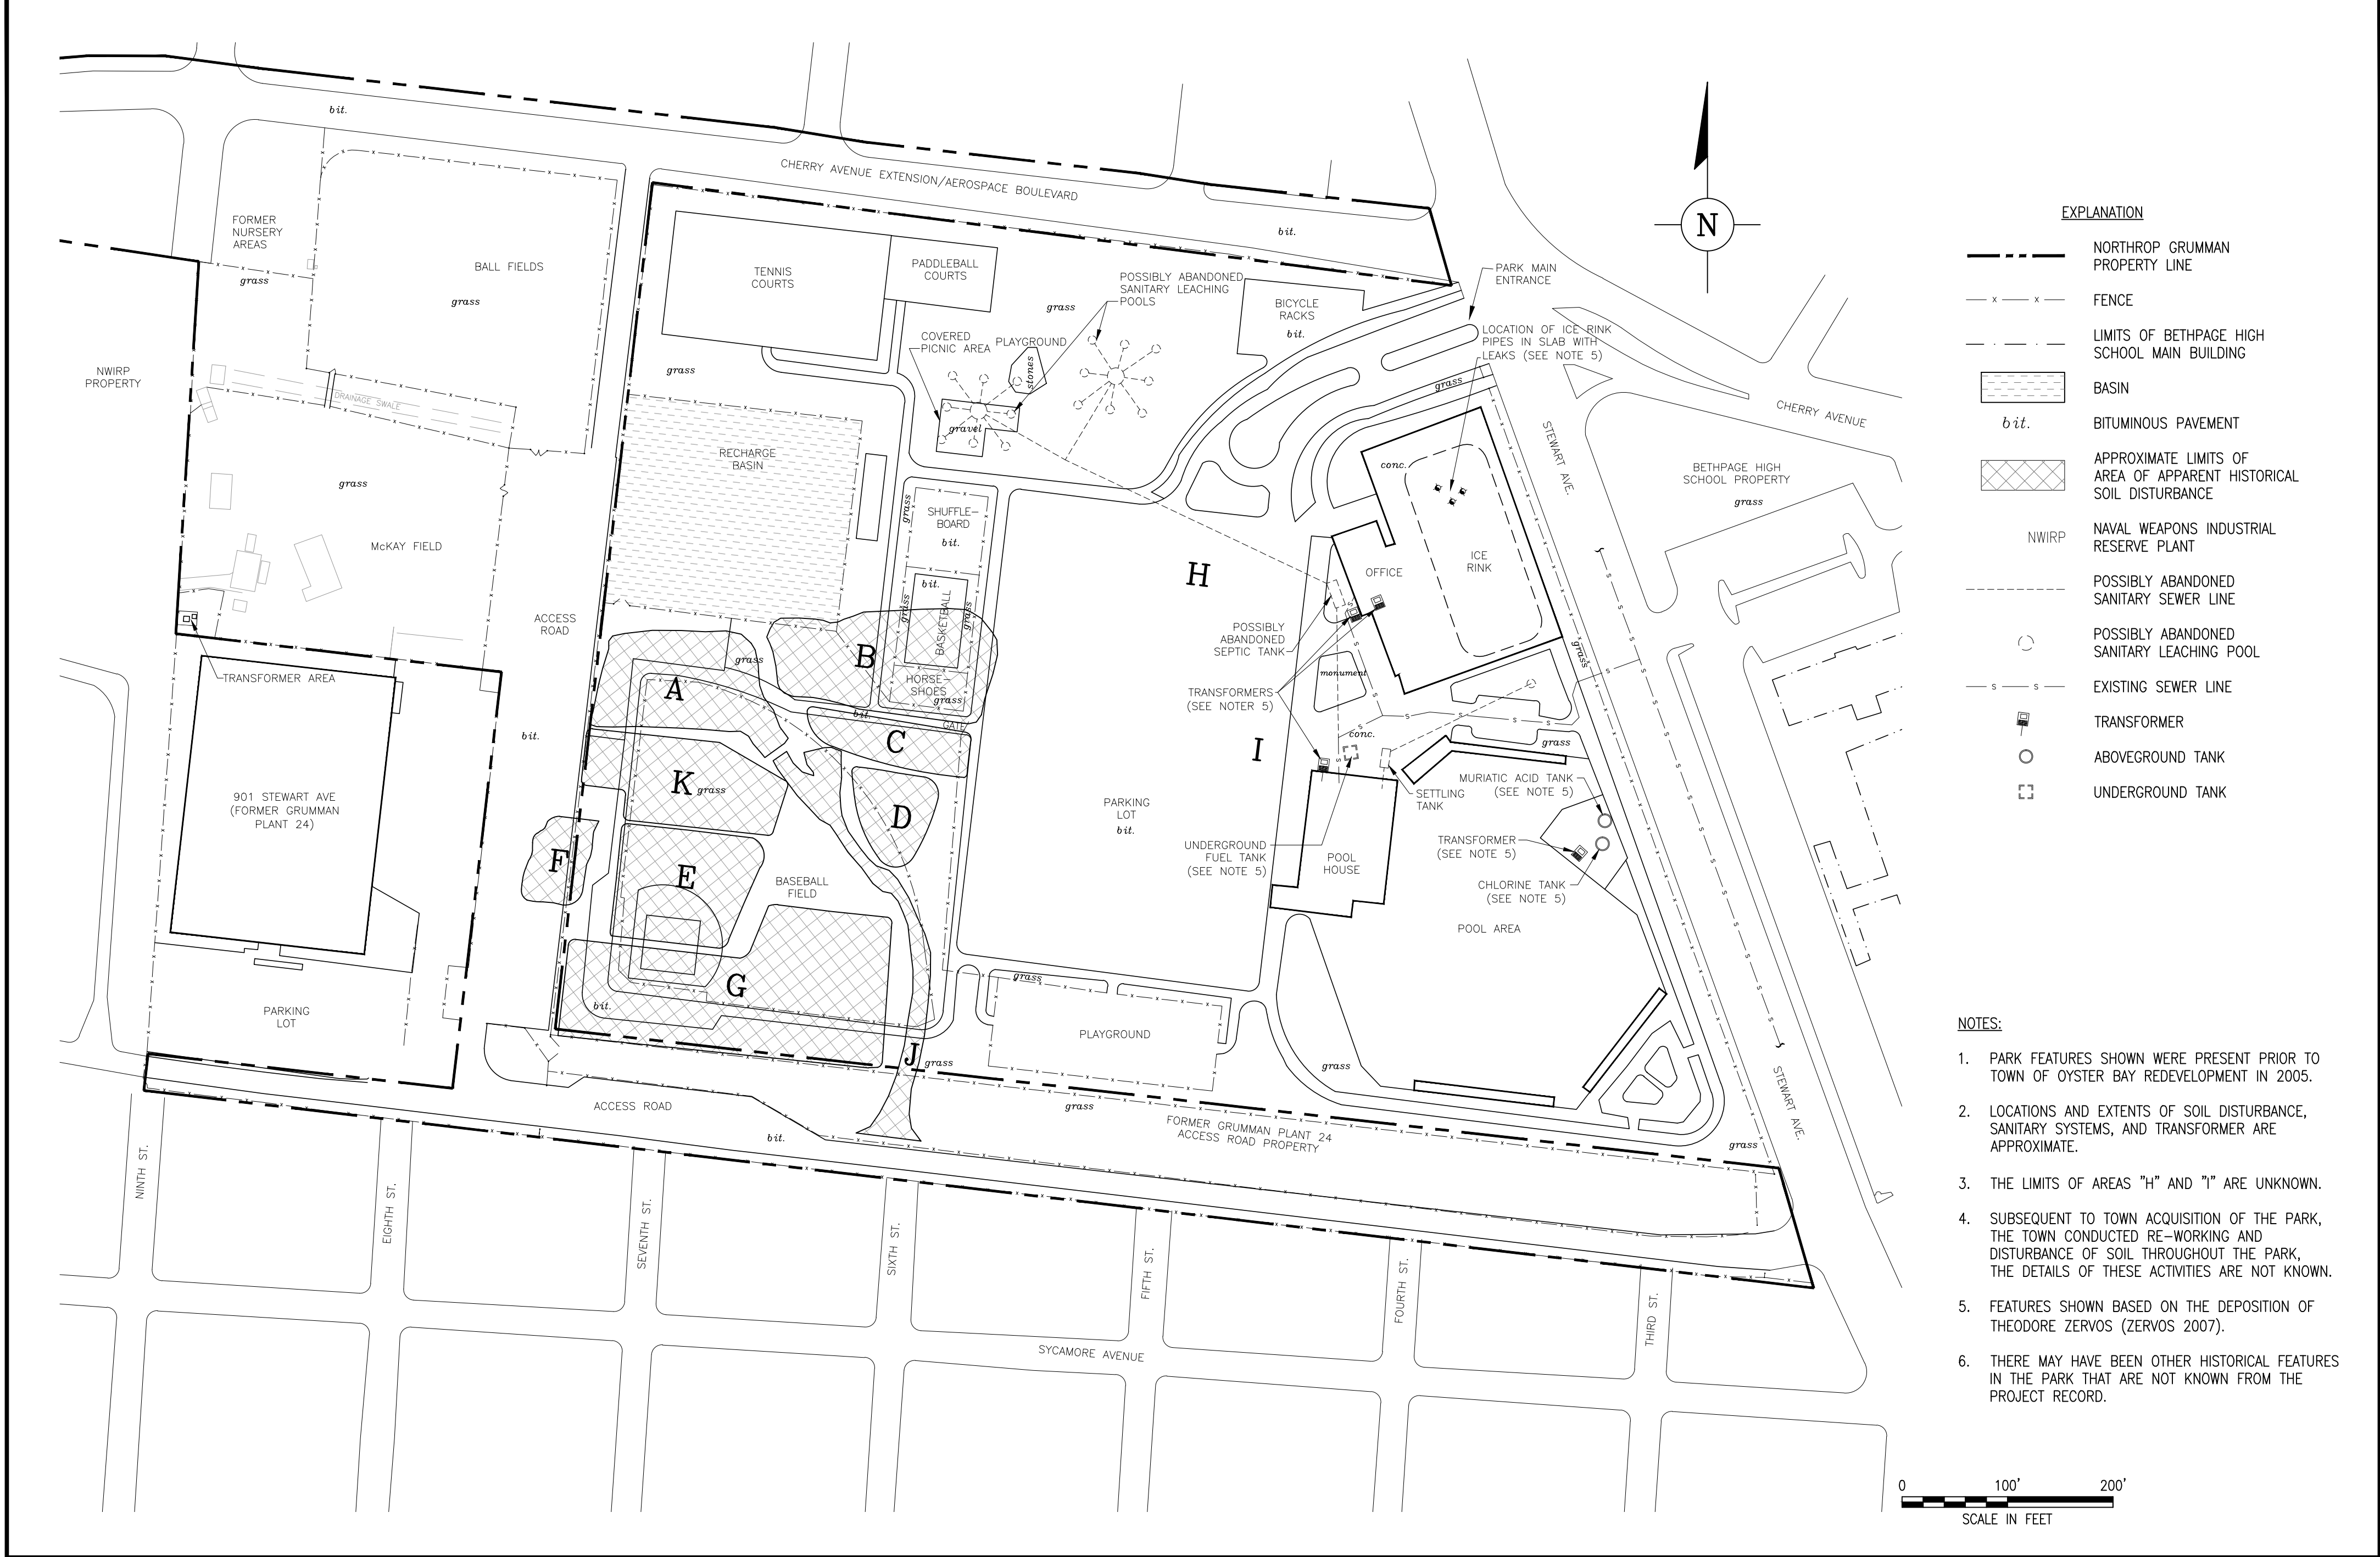 bit.
CHERRY AVENUE EXTENSION/AEROSPACE BOULEVARD
bit.
FORMER
NURSERY
AREAS
grass
BALL FIELDS
grass
TENNIS
COURTS
PADDLEBALL
COURTS
grass
POSSIBLY ABANDONED
SANITARY LEACHING
POOLS
BICYCLE
RACKS
bit.
PARK MAIN
ENTRANCE
N
LOCATION OF ICE RINK
PIPES IN SLAB WITH
LEAKS (SEE NOTE 5)
COVERED
PICNIC AREA
PLAYGROUND
stones
gravel
grass
NWIRP
PROPERTY
DRAINAGE SWALE
grass
McKAY FIELD
RECHARGE
BASIN
grass
SHUFFLE-
BOARD
bit.
bit.
grass
BASKETBALL
grass
HORSE-
SHOES
grass
GATE
grass
conc.
ICE
RINK
OFFICE
STEWART AVE.
CHERRY AVENUE
BETHPAGE HIGH
SCHOOL PROPERTY
grass
H
POSSIBLY
ABANDONED
SEPTIC TANK
monument
TRANSFORMERS
(SEE NOTER 5)
grass
ACCESS
ROAD
bit.
TRANSFORMER AREA
A
grass
B
bit.
C
I
conc.
grass
SETTLING
TANK
MURIATIC ACID TANK
(SEE NOTE 5)
901 STEWART AVE
(FORMER GRUMMAN
PLANT 24)
K
grass
D
PARKING
LOT
bit.
UNDERGROUND
FUEL TANK
(SEE NOTE 5)
POOL
HOUSE
TRANSFORMER
(SEE NOTE 5)
CHLORINE TANK
(SEE NOTE 5)
F
E
BASEBALL
FIELD
POOL AREA
G
bit.
PARKING
LOT
grass
PLAYGROUND
J
grass
grass
grass
ACCESS ROAD
bit.
FORMER GRUMMAN PLANT 24
ACCESS ROAD PROPERTY
grass
STEWART AVE.
NINTH ST.
EIGHTH ST.
SEVENTH ST.
SIXTH ST.
FIFTH ST.
FOURTH ST.
THIRD ST.
SYCAMORE AVENUE
EXPLANATION
NORTHROP GRUMMAN
PROPERTY LINE
FENCE
LIMITS OF BETHPAGE HIGH
SCHOOL MAIN BUILDING
BASIN
bit.
BITUMINOUS PAVEMENT
APPROXIMATE LIMITS OF
AREA OF APPARENT HISTORICAL
SOIL DISTURBANCE
NWIRP
NAVAL WEAPONS INDUSTRIAL
RESERVE PLANT
POSSIBLY ABANDONED
SANITARY SEWER LINE
POSSIBLY ABANDONED
SANITARY LEACHING POOL
EXISTING SEWER LINE
TRANSFORMER
ABOVEGROUND TANK
UNDERGROUND TANK
NOTES:
1. PARK FEATURES SHOWN WERE PRESENT PRIOR TO
TOWN OF OYSTER BAY REDEVELOPMENT IN 2005.
2. LOCATIONS AND EXTENTS OF SOIL DISTURBANCE,
SANITARY SYSTEMS, AND TRANSFORMER ARE
APPROXIMATE.
3. THE LIMITS OF AREAS "H" AND "I" ARE UNKNOWN.
4. SUBSEQUENT TO TOWN ACQUISITION OF THE PARK,
THE TOWN CONDUCTED RE-WORKING AND
DISTURBANCE OF SOIL THROUGHOUT THE PARK,
THE DETAILS OF THESE ACTIVITIES ARE NOT KNOWN.
5. FEATURES SHOWN BASED ON THE DEPOSITION OF
THEODORE ZERVOS (ZERVOS 2007).
6. THERE MAY HAVE BEEN OTHER HISTORICAL FEATURES
IN THE PARK THAT ARE NOT KNOWN FROM THE
PROJECT RECORD.
0 100' 200'
SCALE IN FEET